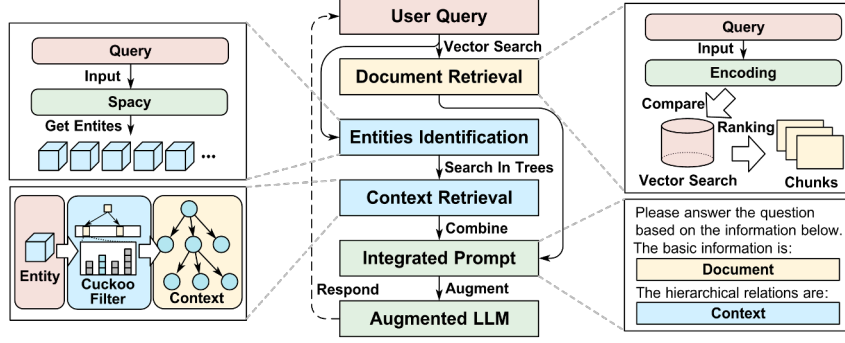 Query
Input
Spacy
Get Entites
...
Entity
Cuckoo
Filter
Context
User Query
Vector Search
Document Retrieval
Entities Identification
Search In Trees
Context Retrieval
Combine
Integrated Prompt
Respond
Augment
Augmented LLM
Query
Input
Encoding
Compare
Ranking
Vector Search
Chunks
Please answer the question
based on the information below.
The basic information is:
Document
The hierarchical relations are:
Context